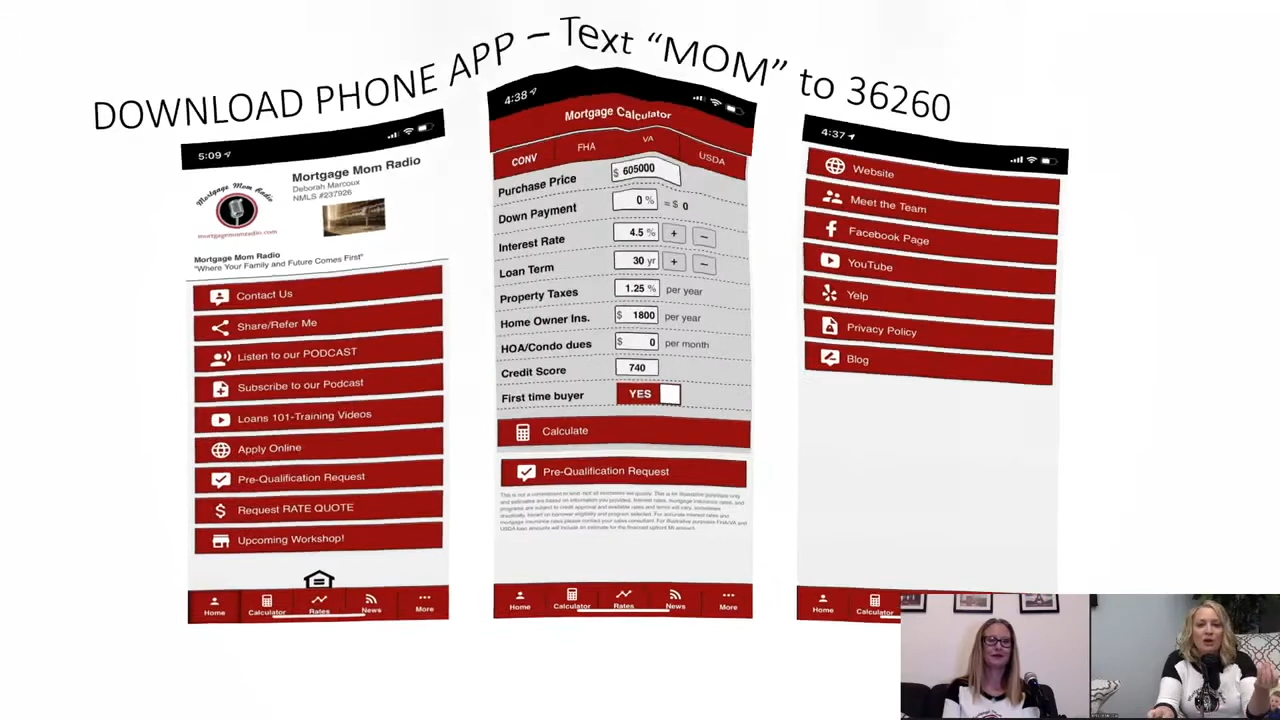 DOWNLOAD PHONE APP – Text “MOM” to 36260
5:09
Mortgage Mom Radio
Deborah Marcoux
NMLS #237926
Mortgage Mom Radio
mortgagemomradio.com
Mortgage Mom Radio
"Where Your Family and Future Comes First"
Contact Us
Share/Refer Me
Listen to our PODCAST
Subscribe to our Podcast
Loans 101-Training Videos
Apply Online
Pre-Qualification Request
Request RATE QUOTE
Upcoming Workshop!
Home Calculator Rates News More
4:38
Mortgage Calculator
CONV FHA VA USDA
Purchase Price $ 605000
Down Payment 0 % = $ 0
Interest Rate 4.5 % + −
Loan Term 30 yr + −
Property Taxes 1.25 % per year
Home Owner Ins. $ 1800 per year
HOA/Condo dues $ 0 per month
Credit Score 740
First time buyer YES
Calculate
Pre-Qualification Request
Home Calculator Rates News More
4:37
Website
Meet the Team
Facebook Page
YouTube
Yelp
Privacy Policy
Blog
Home